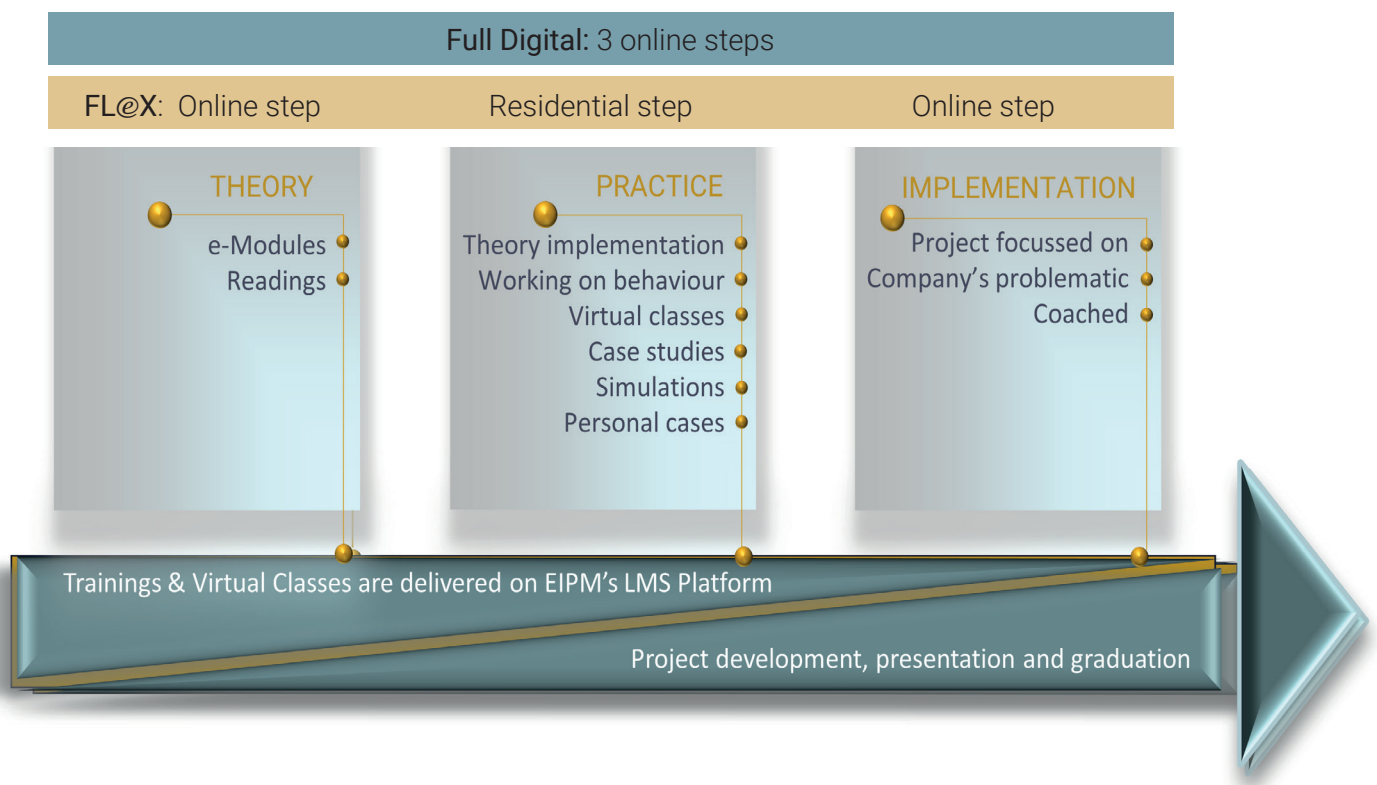 Full Digital: 3 online steps
FL@X: Online step
Residential step
Online step
THEORY
e-Modules
Readings
PRACTICE
Theory implementation
Working on behaviour
Virtual classes
Case studies
Simulations
Personal cases
IMPLEMENTATION
Project focussed on
Company's problematic
Coached
Trainings & Virtual Classes are delivered on EIPM's LMS Platform
Project development, presentation and graduation